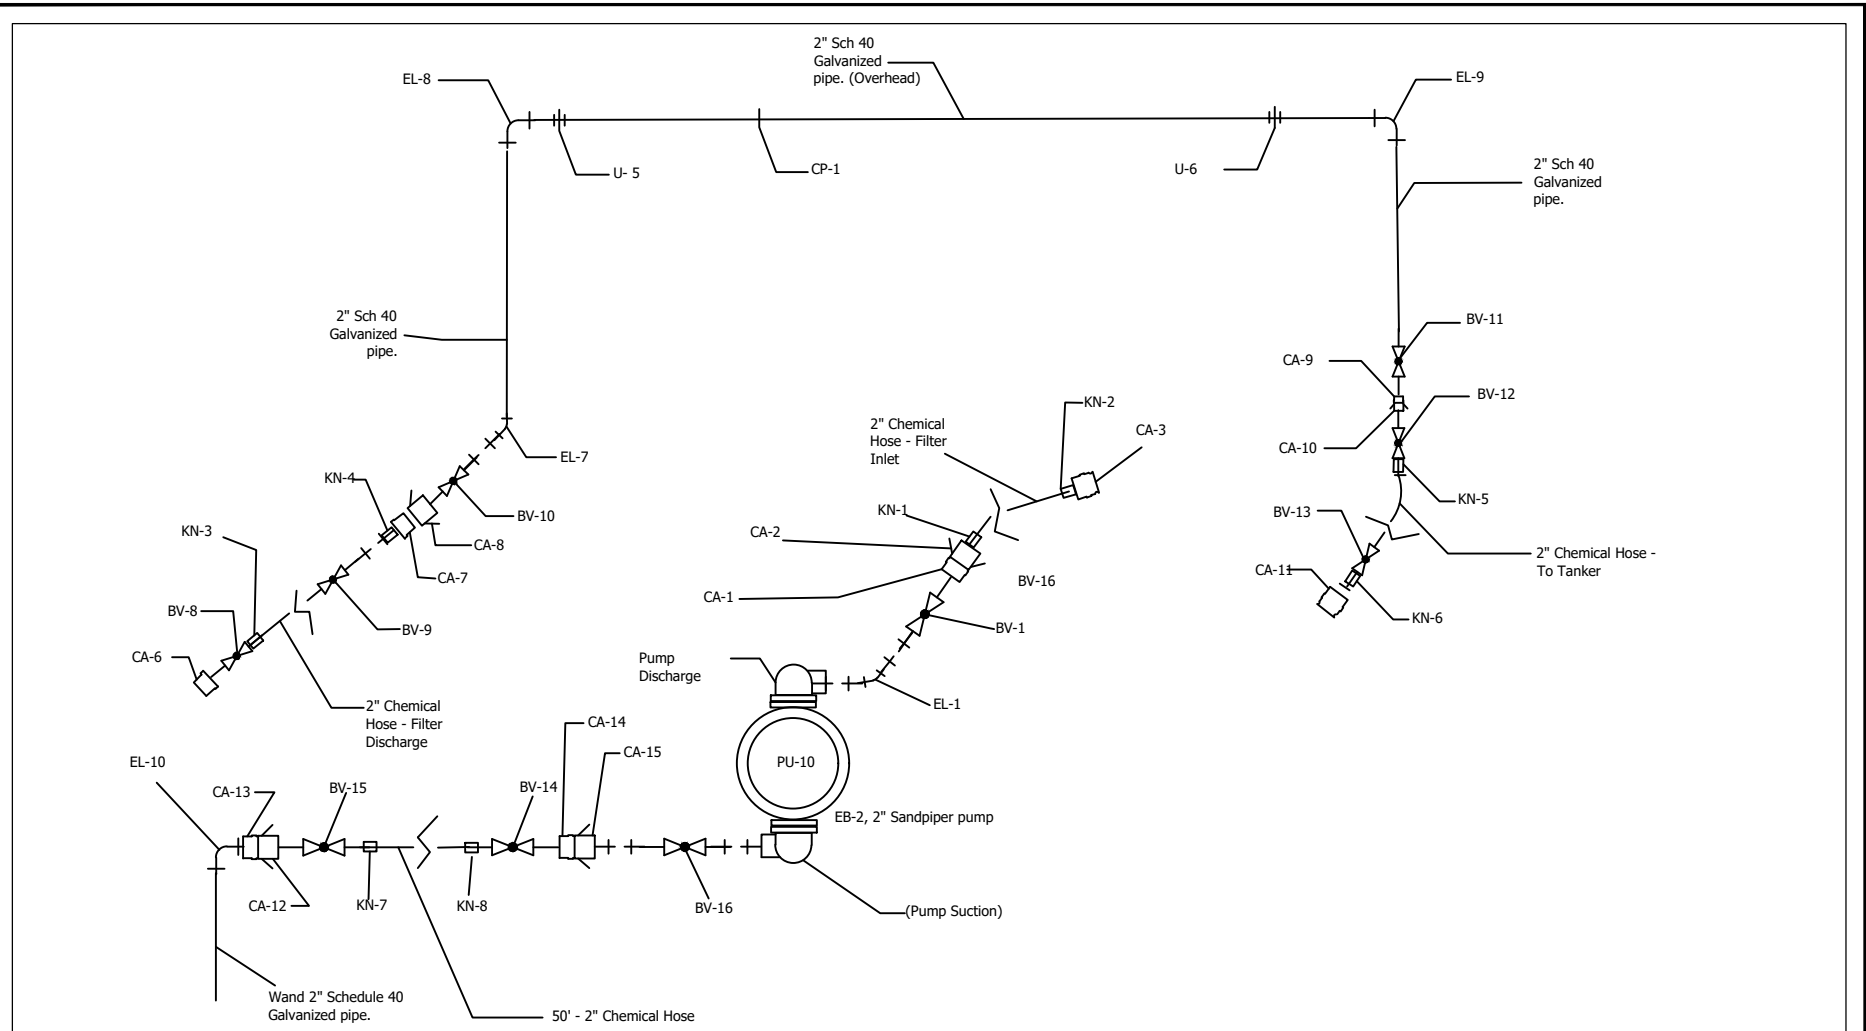 2" Sch 40
Galvanized
pipe. (Overhead)
EL-8
EL-9
U- 5
CP-1
U-6
2" Sch 40
Galvanized
pipe.
2" Sch 40
Galvanized
pipe.
BV-11
CA-9
BV-12
CA-10
KN-5
BV-13
2" Chemical Hose -
To Tanker
CA-11
KN-6
KN-2
2" Chemical
Hose - Filter
Inlet
CA-3
EL-7
KN-4
BV-10
KN-1
CA-2
KN-3
CA-8
CA-7
BV-16
CA-1
BV-8
BV-9
BV-1
CA-6
Pump
Discharge
EL-1
2" Chemical
Hose - Filter
Discharge
CA-14
CA-15
EL-10
PU-10
CA-13
BV-15
BV-14
EB-2, 2" Sandpiper pump
CA-12
KN-7
KN-8
BV-16
(Pump Suction)
Wand 2" Schedule 40
Galvanized pipe.
50' - 2" Chemical Hose